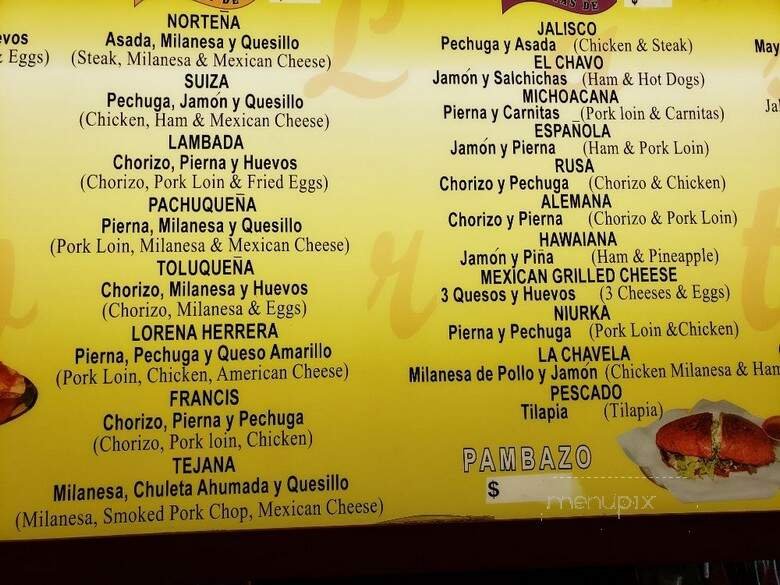 DE
NORTEÑA
Asada, Milanesa y Quesillo
(Steak, Milanesa & Mexican Cheese)
SUIZA
Pechuga, Jamón y Quesillo
(Chicken, Ham & Mexican Cheese)
LAMBADA
Chorizo, Pierna y Huevos
(Chorizo, Pork Loin & Fried Eggs)
PACHUQUEÑA
Pierna, Milanesa y Quesillo
(Pork Loin, Milanesa & Mexican Cheese)
TOLUQUEÑA
Chorizo, Milanesa y Huevos
(Chorizo, Milanesa & Eggs)
LORENA HERRERA
Pierna, Pechuga y Queso Amarillo
(Pork Loin, Chicken, American Cheese)
FRANCIS
Chorizo, Pierna y Pechuga
(Chorizo, Pork loin, Chicken)
TEJANA
Milanesa, Chuleta Ahumada y Quesillo
(Milanesa, Smoked Pork Chop, Mexican Cheese)
evos
Eggs)
DE
JALISCO
Pechuga y Asada (Chicken & Steak)
EL CHAVO
Jamón y Salchichas (Ham & Hot Dogs)
MICHOACANA
Pierna y Carnitas (Pork loin & Carnitas)
ESPAÑOLA
Jamón y Pierna (Ham & Pork Loin)
RUSA
Chorizo y Pechuga (Chorizo & Chicken)
ALEMANA
Chorizo y Pierna (Chorizo & Pork Loin)
HAWAIANA
Jamón y Piña (Ham & Pineapple)
MEXICAN GRILLED CHEESE
3 Quesos y Huevos (3 Cheeses & Eggs)
NIURKA
Pierna y Pechuga (Pork Loin &Chicken)
LA CHAVELA
Milanesa de Pollo y Jamón (Chicken Milanesa & Ham
PESCADO
Tilapia (Tilapia)
PAMBAZO
$
May
Ja
menupix